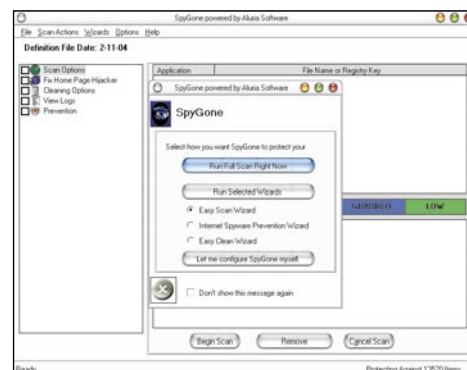 SpyGone powered by Aluria Software
File Scan Actions Wizards Options Help
Definition File Date: 2-11-04
Scan Options
Fix Home Page Hijacker
Cleaning Options
View Logs
Prevention
Application File Name or Registry Key
SpyGone powered by Aluria Software
SpyGone
Select how you want SpyGone to protect your
Run Full Scan Right Now
Run Selected Wizards
Easy Scan Wizard
Internet Spyware Prevention Wizard
Easy Clean Wizard
Let me configure SpyGone myself
Don't show this message again
GUARDED LOW
Begin Scan Remove Cancel Scan
Ready Protecting Against 13520 Items